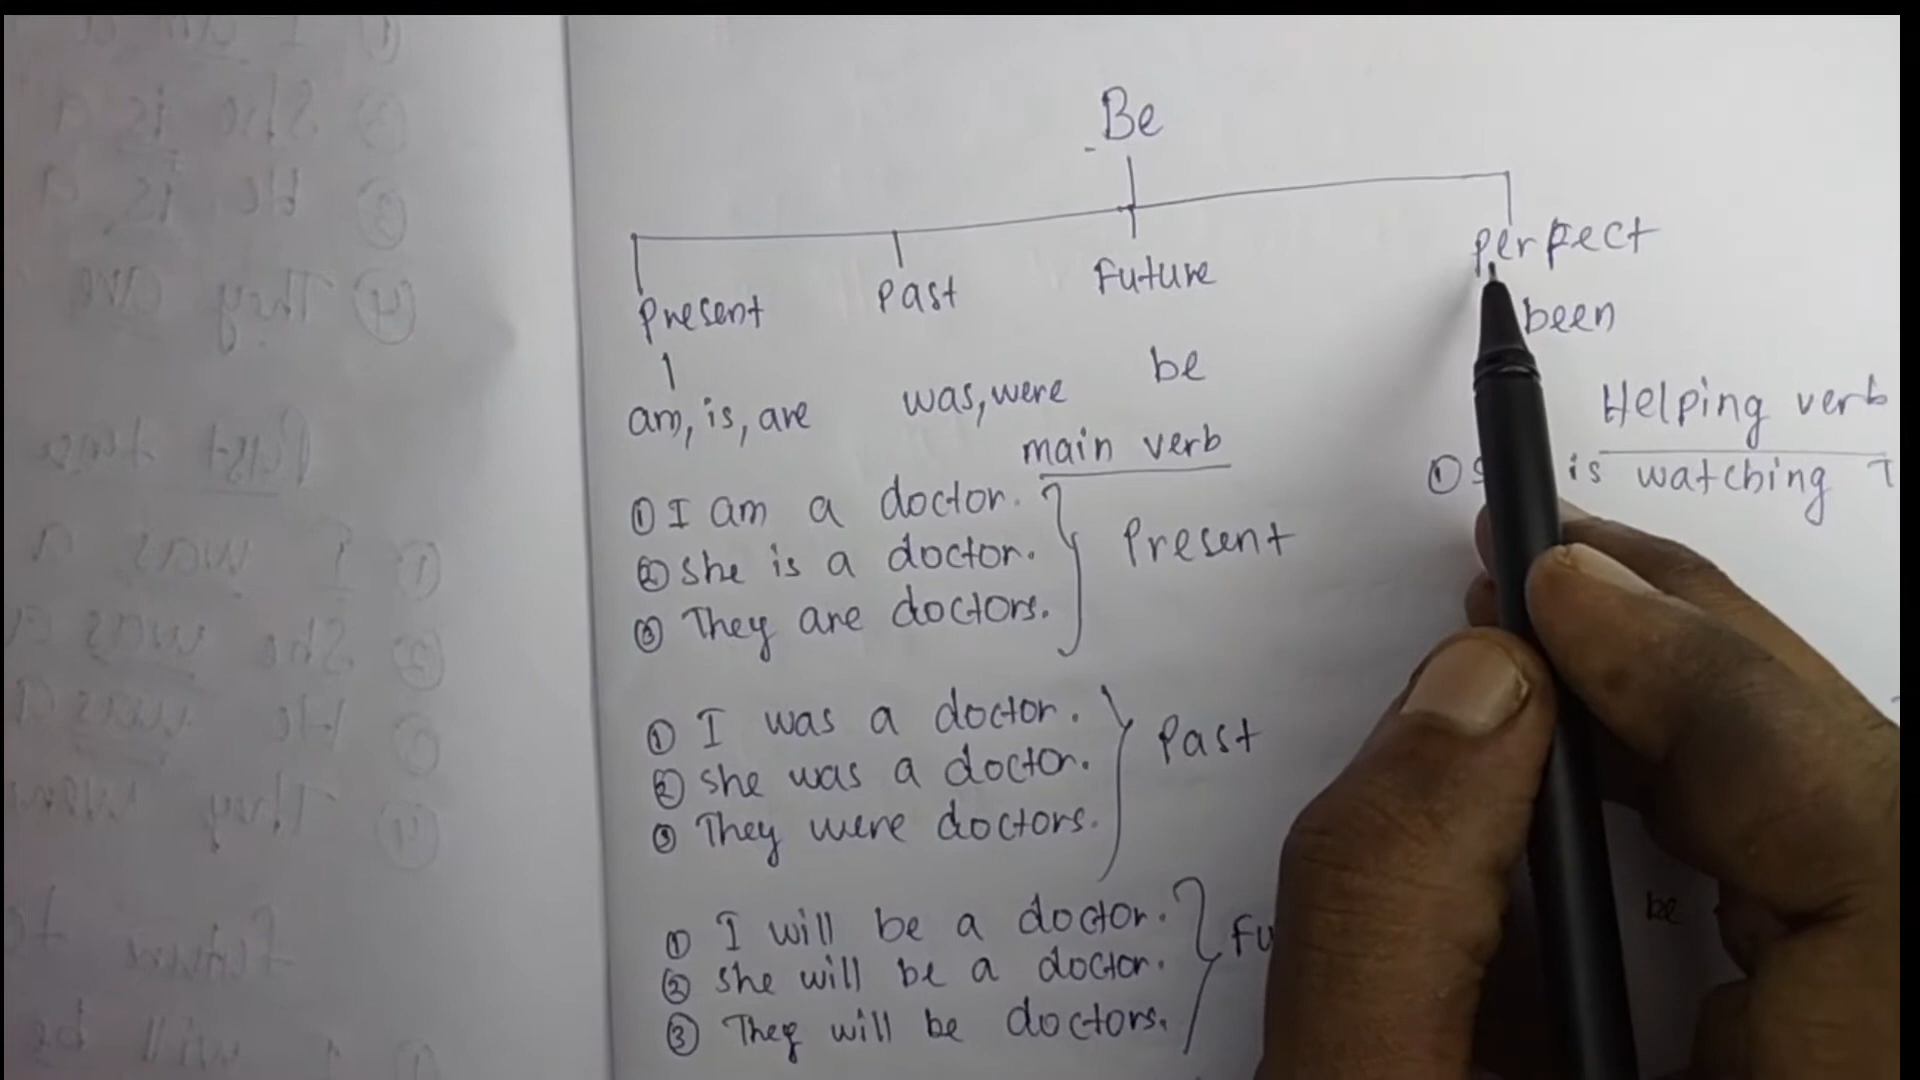 Be
Present Past Future Perfect
am, is, are was, were be been
main verb
① I am a doctor.
② She is a doctor.
③ They are doctors.
Present
① I was a doctor.
② She was a doctor.
③ They were doctors.
Past
① I will be a doctor.
② She will be a doctor.
③ They will be doctors.
Fu
Helping verb
① is watching T
be